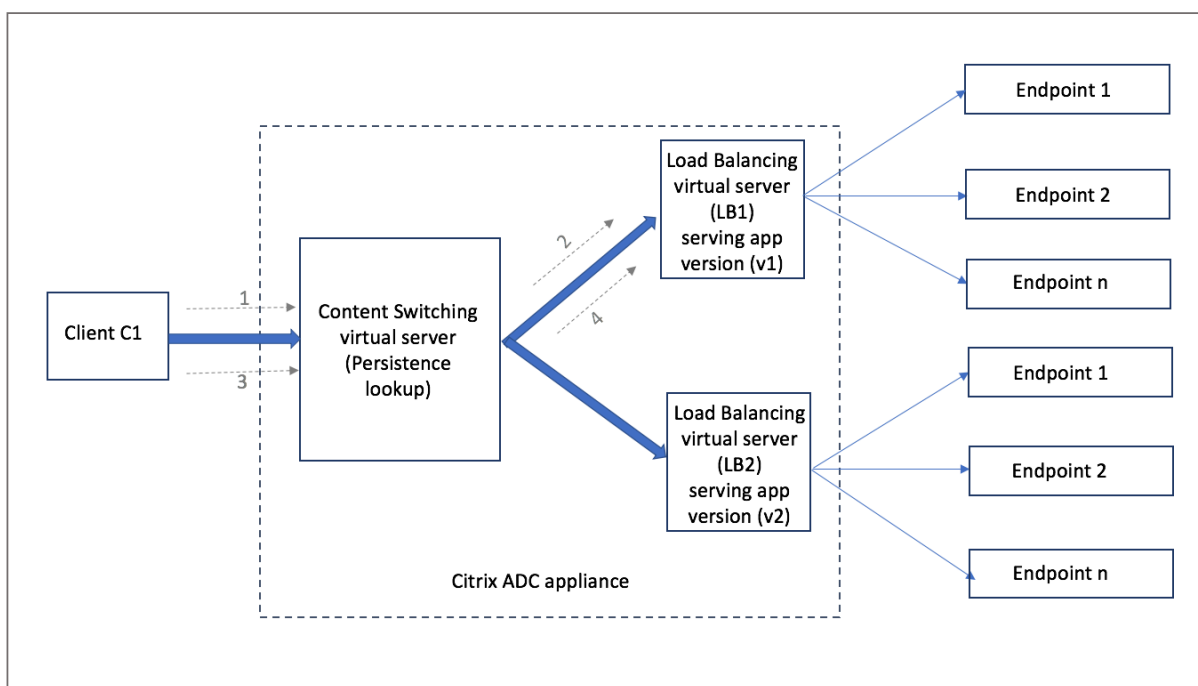 Client C1
1
3
Content Switching
virtual server
(Persistence
lookup)
2
4
Load Balancing
virtual server
(LB1)
serving app
version (v1)
Load Balancing
virtual server
(LB2)
serving app
version (v2)
Citrix ADC appliance
Endpoint 1
Endpoint 2
Endpoint n
Endpoint 1
Endpoint 2
Endpoint n